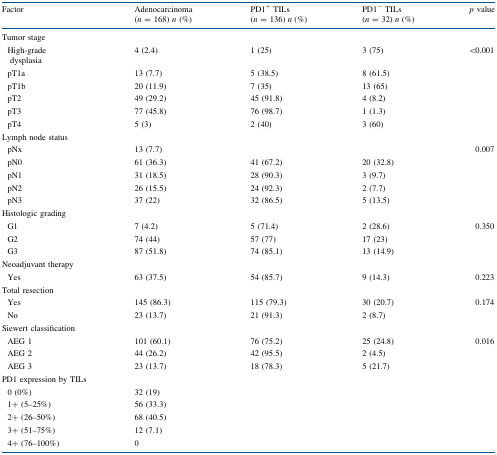 Factor Adenocarcinoma PD1+ TILs PD1− TILs p value
(n = 168) n (%) (n = 136) n (%) (n = 32) n (%)
Tumor stage
High-grade 4 (2.4) 1 (25) 3 (75) <0.001
dysplasia
pT1a 13 (7.7) 5 (38.5) 8 (61.5)
pT1b 20 (11.9) 7 (35) 13 (65)
pT2 49 (29.2) 45 (91.8) 4 (8.2)
pT3 77 (45.8) 76 (98.7) 1 (1.3)
pT4 5 (3) 2 (40) 3 (60)
Lymph node status
pNx 13 (7.7) 0.007
pN0 61 (36.3) 41 (67.2) 20 (32.8)
pN1 31 (18.5) 28 (90.3) 3 (9.7)
pN2 26 (15.5) 24 (92.3) 2 (7.7)
pN3 37 (22) 32 (86.5) 5 (13.5)
Histologic grading
G1 7 (4.2) 5 (71.4) 2 (28.6) 0.350
G2 74 (44) 57 (77) 17 (23)
G3 87 (51.8) 74 (85.1) 13 (14.9)
Neoadjuvant therapy
Yes 63 (37.5) 54 (85.7) 9 (14.3) 0.223
Total resection
Yes 145 (86.3) 115 (79.3) 30 (20.7) 0.174
No 23 (13.7) 21 (91.3) 2 (8.7)
Siewert classification
AEG 1 101 (60.1) 76 (75.2) 25 (24.8) 0.016
AEG 2 44 (26.2) 42 (95.5) 2 (4.5)
AEG 3 23 (13.7) 18 (78.3) 5 (21.7)
PD1 expression by TILs
0 (0%) 32 (19)
1+ (5–25%) 56 (33.3)
2+ (26–50%) 68 (40.5)
3+ (51–75%) 12 (7.1)
4+ (76–100%) 0